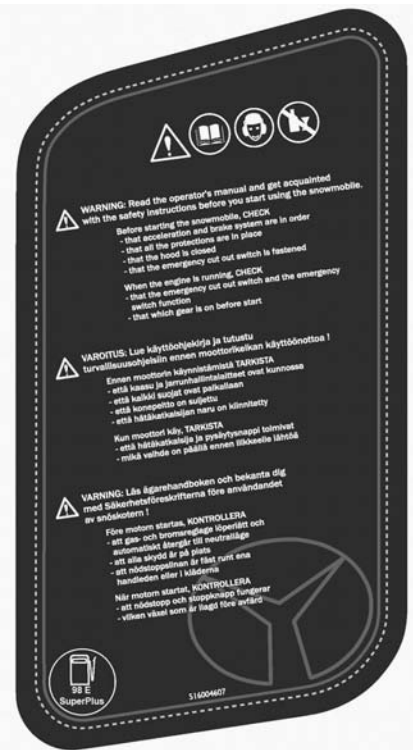 WARNING: Read the operator's manual and get acquainted
with the safety instructions before you start using the snowmobile.
Before starting the snowmobile, CHECK
- that acceleration and brake system are in order
- that all the protections are in place
- that the hood is closed
- that the emergency cut out switch is fastened
When the engine is running, CHECK
- that the emergency cut out switch and the emergency
switch function
- that which gear is on before start
VAROITUS: Lue käyttöohjekirja ja tutustu
turvallisuusohjeisiin ennen moottorikelkan käyttöönottoa !
Ennen moottorin käynnistämistä TARKISTA
- että kaasu ja jarrunhallintalaitteet ovat kunnossa
- että kaikki suojat ovat paikallaan
- että konepeitto on suljettu
- että hätäkatkaisijan naru on kiinnitetty
Kun moottori käy, TARKISTA
- että hätäkatkaisija ja pysäytysnappi toimivat
- mikä vaihde on päällä ennen liikkeelle lähtöä
VARNING: Läs ägarehandboken och bekanta dig
med Säkerhetsföreskrifterna före användandet
av snöskotern !
Före motorn startas, KONTROLLERA
- att gas- och bromsreglage löperlätt och
automatiskt återgår till neutralläge
- att alla skydd är på plats
- att nödstoppslinan är fäst runt ena
handleden eller i kläderna
När motorn startat, KONTROLLERA
- att nödstopp och stoppknapp fungerar
- vilken växel som är ilagd före avfärd
98 E
SuperPlus
516004607